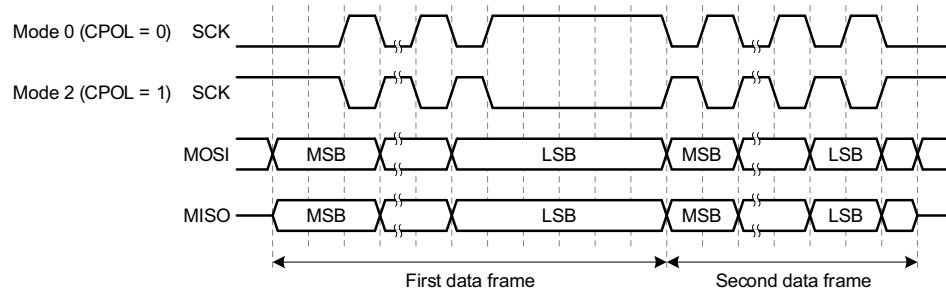 Mode 0 (CPOL = 0) SCK
Mode 2 (CPOL = 1) SCK
MOSI MSB LSB MSB LSB
MISO MSB LSB MSB LSB
First data frame Second data frame